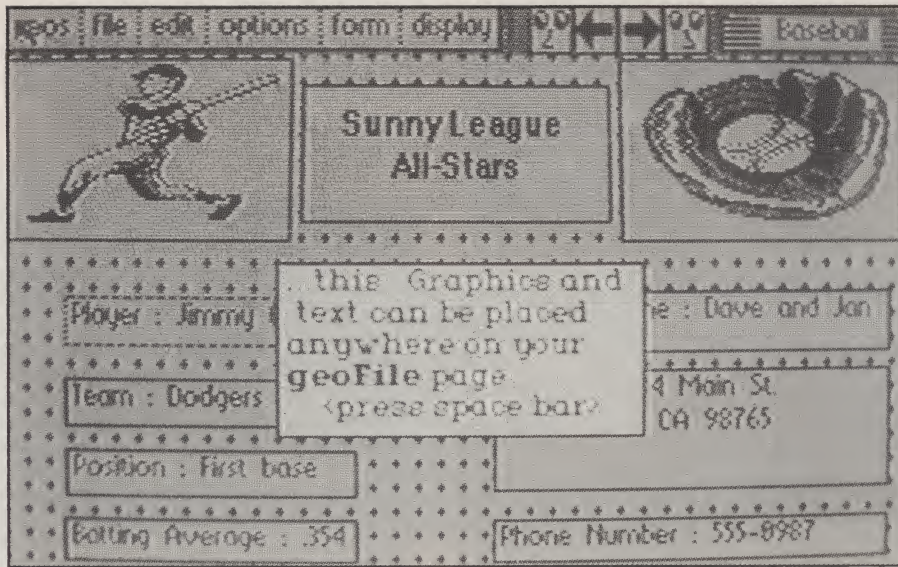 geos file edit options form display Baseball
Sunny League
All-Stars
...this Graphics and
text can be placed
anywhere on your
geoFile page.
<press space bar>
Player : Jimmy
e : Dave and Jan
Team : Dodgers
4 Main St.
CA 98765
Position : First base
Batting Average : .354
Phone Number : 555-8987